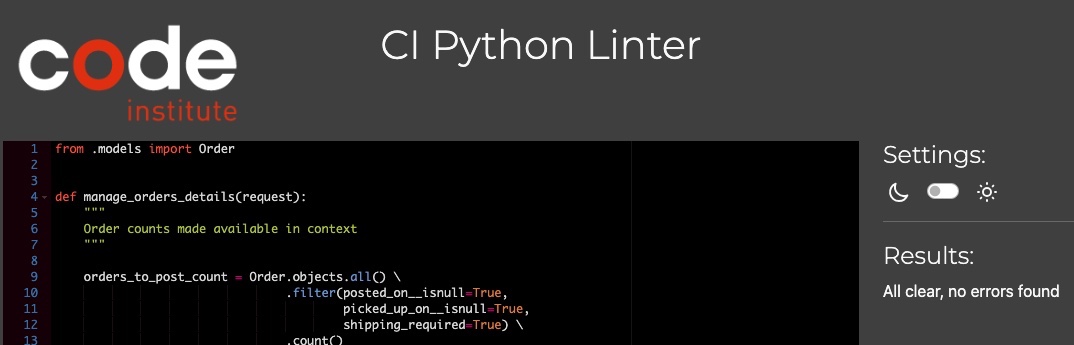 code
institute
CI Python Linter
1 from .models import Order
2
3
4 def manage_orders_details(request):
5     """
6     Order counts made available in context
7     """
8
9     orders_to_post_count = Order.objects.all() \
10                                 .filter(posted_on__isnull=True,
11                                         picked_up_on__isnull=True,
12                                         shipping_required=True) \
13                                 .count()
Settings:
Results:
All clear, no errors found